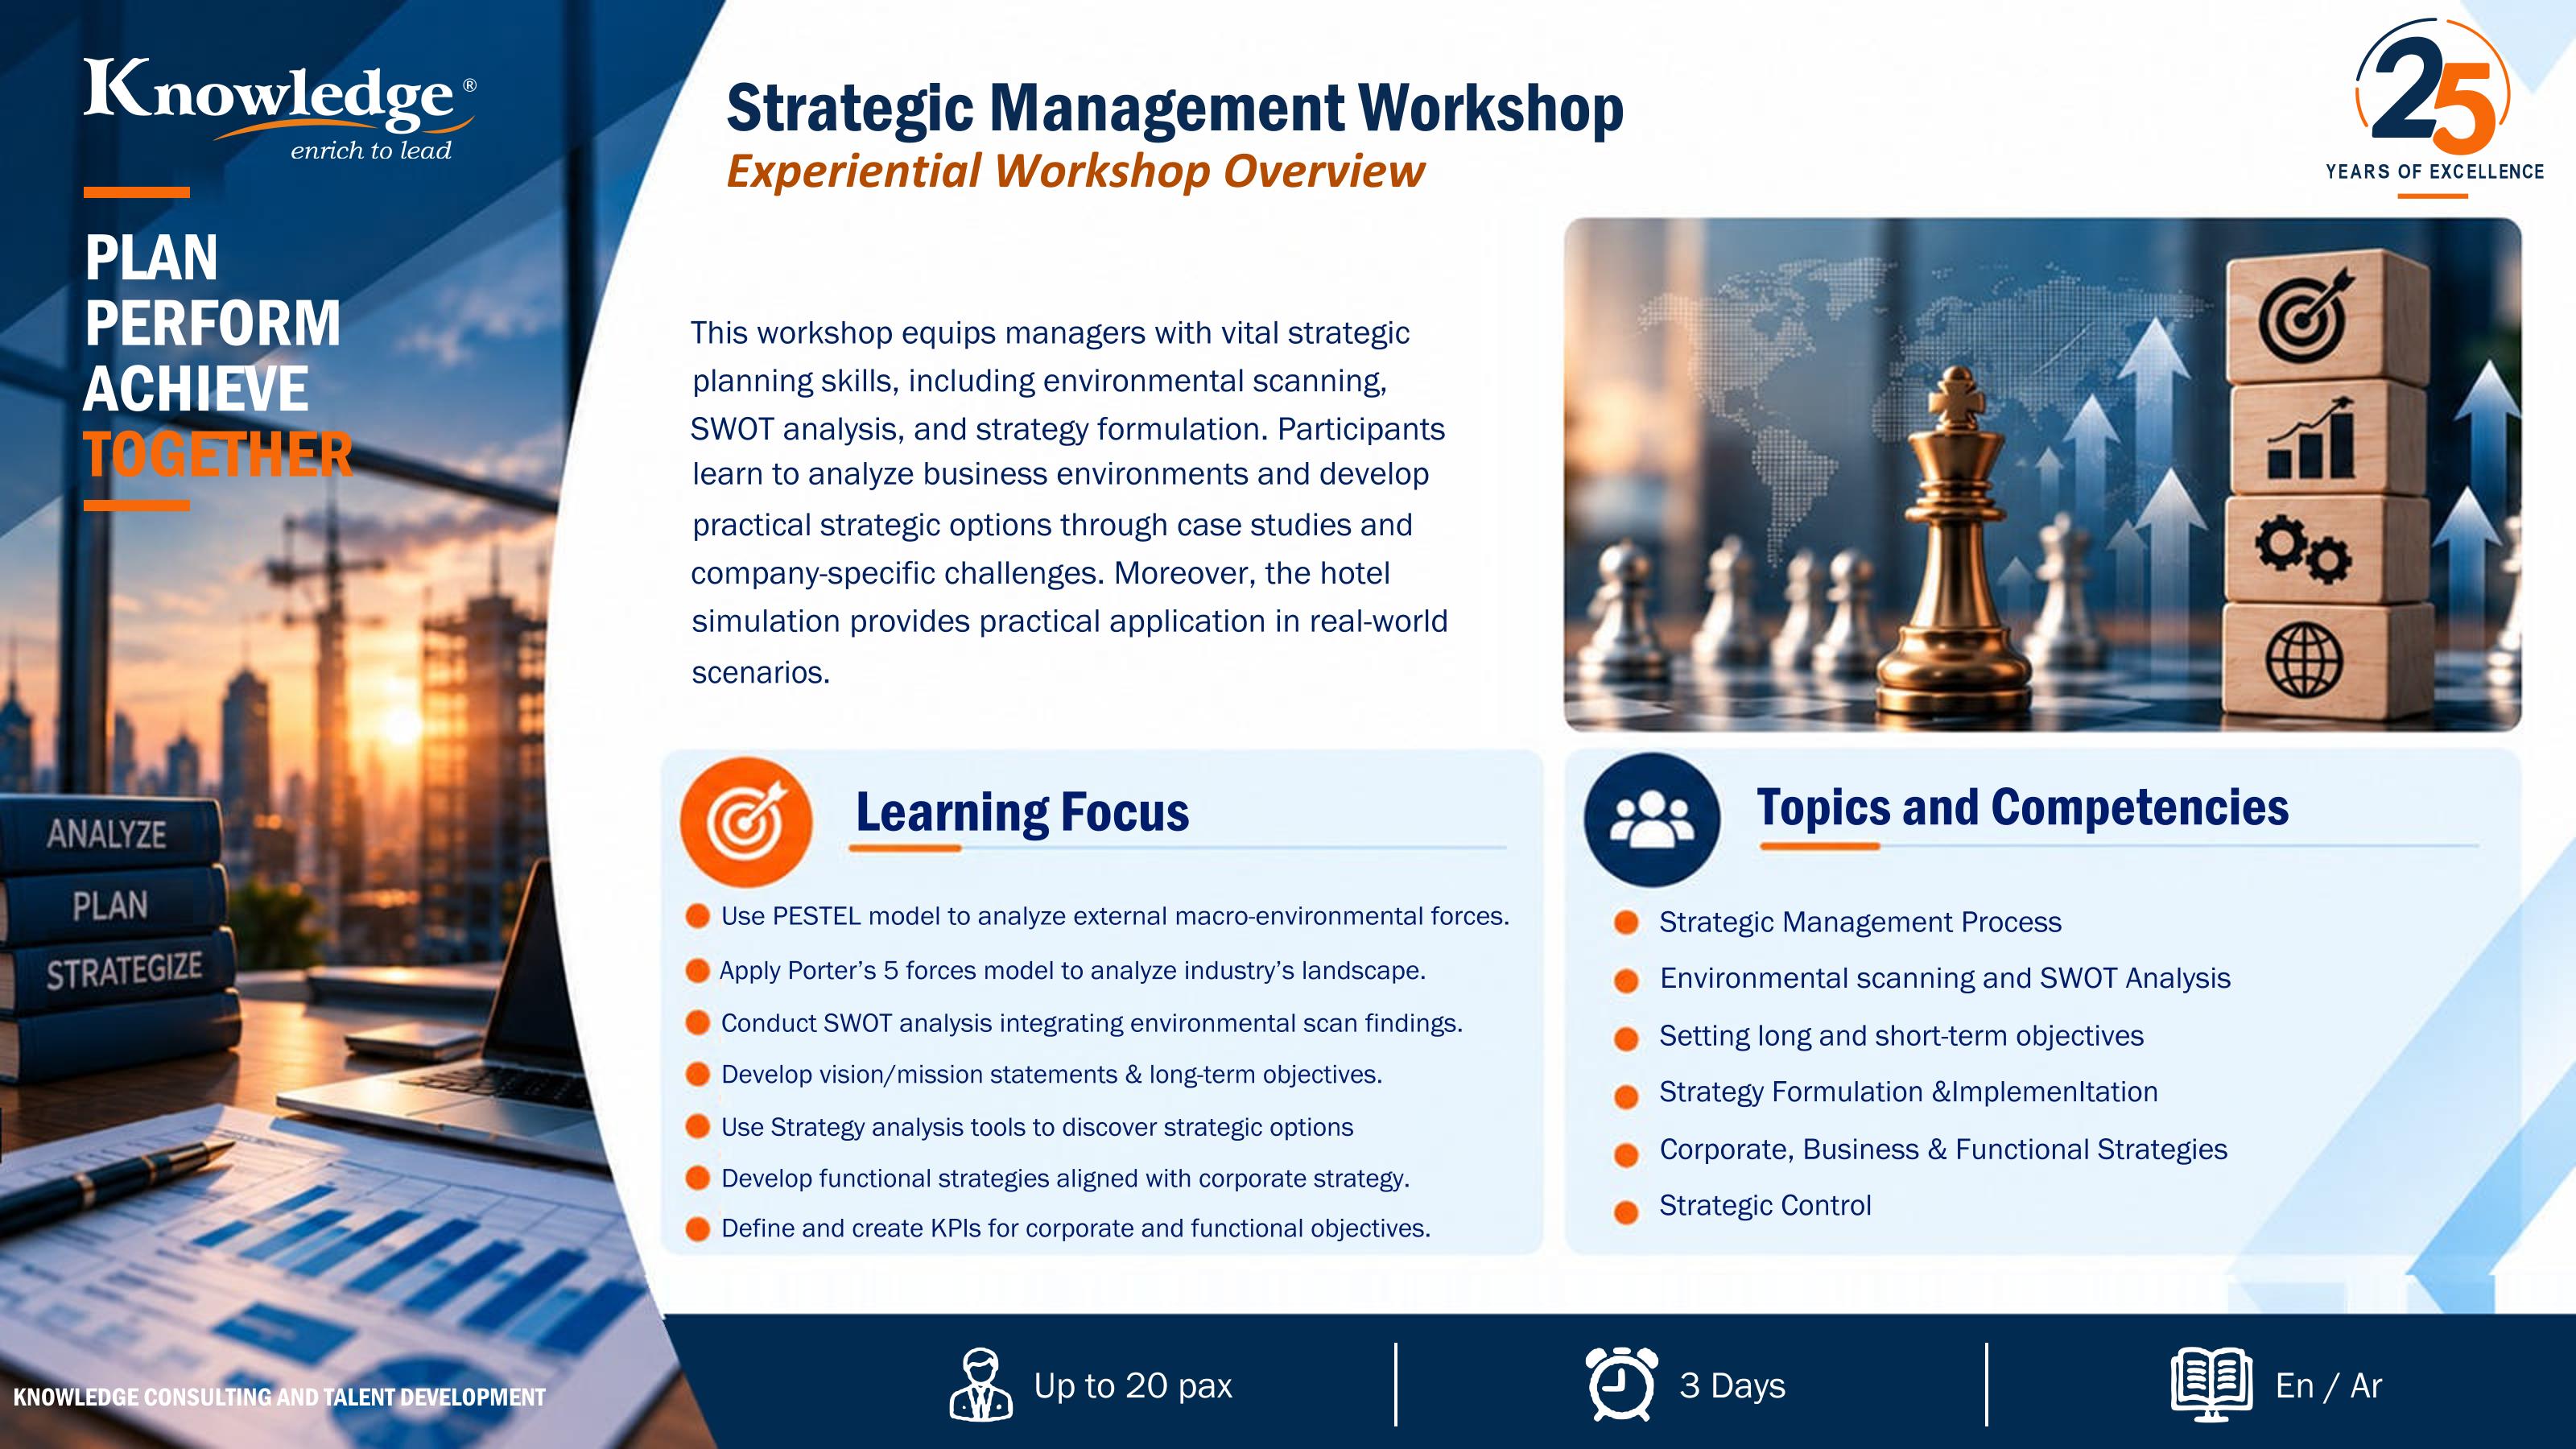 Knowledge®
enrich to lead
PLAN
PERFORM
ACHIEVE
TOGETHER
ANALYZE
PLAN
STRATEGIZE
KNOWLEDGE CONSULTING AND TALENT DEVELOPMENT
Strategic Management Workshop
Experiential Workshop Overview
25
YEARS OF EXCELLENCE
This workshop equips managers with vital strategic
planning skills, including environmental scanning,
SWOT analysis, and strategy formulation. Participants
learn to analyze business environments and develop
practical strategic options through case studies and
company-specific challenges. Moreover, the hotel
simulation provides practical application in real-world
scenarios.
Learning Focus
Use PESTEL model to analyze external macro-environmental forces.
Apply Porter’s 5 forces model to analyze industry’s landscape.
Conduct SWOT analysis integrating environmental scan findings.
Develop vision/mission statements & long-term objectives.
Use Strategy analysis tools to discover strategic options
Develop functional strategies aligned with corporate strategy.
Define and create KPIs for corporate and functional objectives.
Topics and Competencies
Strategic Management Process
Environmental scanning and SWOT Analysis
Setting long and short-term objectives
Strategy Formulation &ImplemenItation
Corporate, Business & Functional Strategies
Strategic Control
Up to 20 pax
3 Days
En / Ar